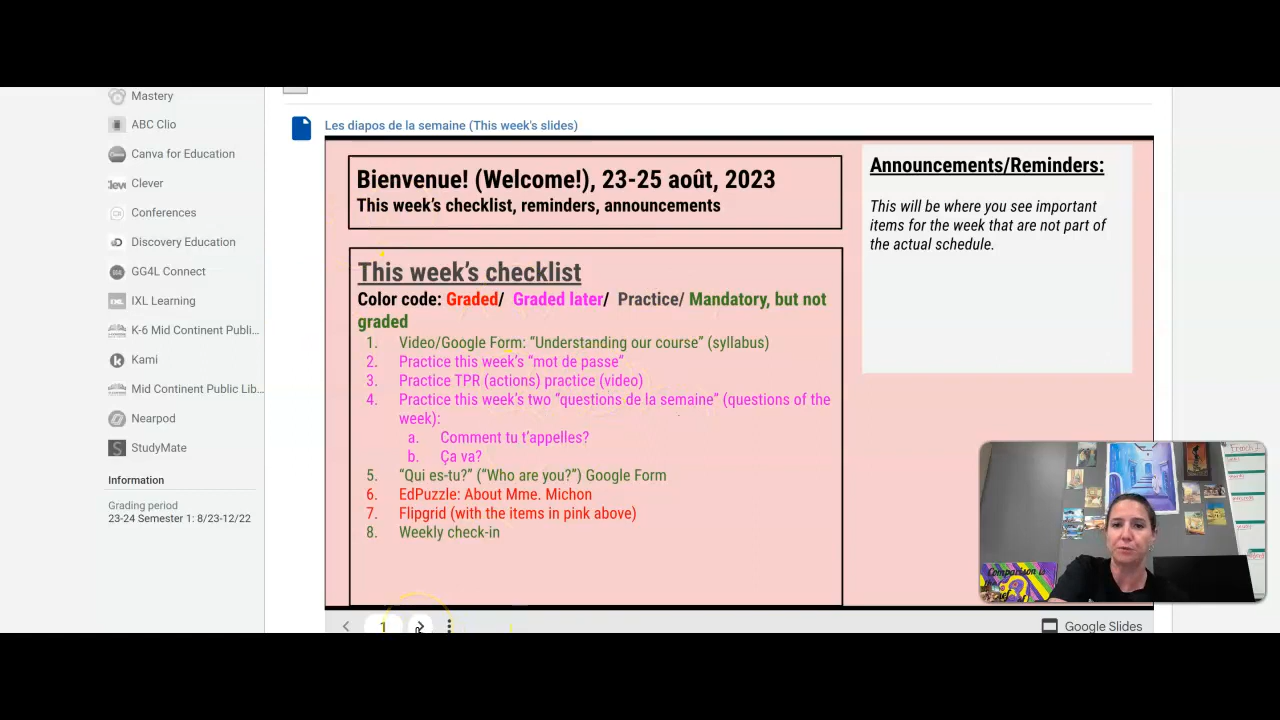 Mastery
ABC Clio
Canva for Education
Clever
Conferences
Discovery Education
GG4L Connect
IXL Learning
K-6 Mid Continent Publi...
Kami
Mid Continent Public Lib...
Nearpod
StudyMate
Information
Grading period
23-24 Semester 1: 8/23-12/22
Les diapos de la semaine (This week's slides)
Bienvenue! (Welcome!), 23-25 août, 2023
This week's checklist, reminders, announcements
This week's checklist
Color code: Graded/ Graded later/ Practice/ Mandatory, but not
graded
1. Video/Google Form: "Understanding our course" (syllabus)
2. Practice this week's "mot de passe"
3. Practice TPR (actions) practice (video)
4. Practice this week's two "questions de la semaine" (questions of the
week):
a. Comment tu t'appelles?
b. Ça va?
5. "Qui es-tu?" ("Who are you?") Google Form
6. EdPuzzle: About Mme. Michon
7. Flipgrid (with the items in pink above)
8. Weekly check-in
Announcements/Reminders:
This will be where you see important
items for the week that are not part of
the actual schedule.
French
Comparison is
the
of
1
Google Slides